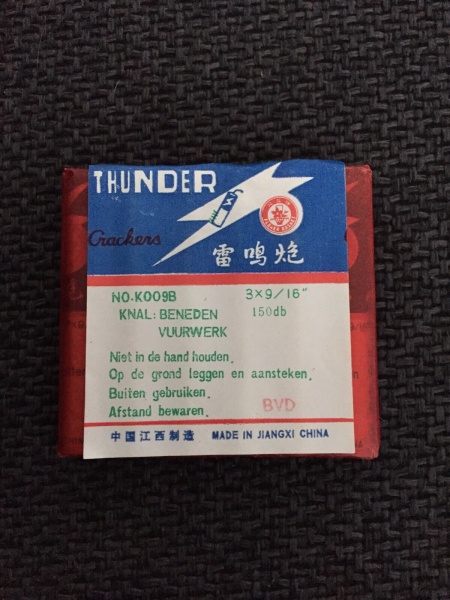 THUNDER
Crackers
雷鳴炮
NO.K009B 3×9/16"
KNAL: BENEDEN 150db
VUURWERK
Niet in de hand houden.
Op de grond leggen en aansteken.
Buiten gebruiken.
Afstand bewaren. BVD
中国江西制造 MADE IN JIANGXI CHINA